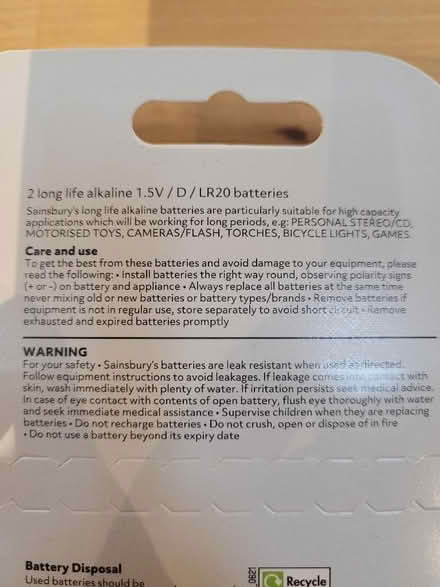 2 long life alkaline 1.5V / D / LR20 batteries
Sainsbury's long life alkaline batteries are particularly suitable for high capacity
applications which will be working for long periods, e.g: PERSONAL STEREO/CD,
MOTORISED TOYS, CAMERAS/FLASH, TORCHES, BICYCLE LIGHTS, GAMES.
Care and use
To get the best from these batteries and avoid damage to your equipment, please
read the following: • Install batteries the right way round, observing polarity signs
(+ or -) on battery and appliance • Always replace all batteries at the same time
never mixing old or new batteries or battery types/brands • Remove batteries if
equipment is not in regular use, store separately to avoid short circuit • Remove
exhausted and expired batteries promptly
WARNING
For your safety • Sainsbury's batteries are leak resistant when used as directed.
Follow equipment instructions to avoid leakages. If leakage comes into contact with
skin, wash immediately with plenty of water. If irritation persists seek medical advice.
In case of eye contact with contents of open battery, flush eye thoroughly with water
and seek immediate medical assistance • Supervise children when they are replacing
batteries • Do not recharge batteries • Do not crush, open or dispose of in fire
• Do not use a battery beyond its expiry date
Battery Disposal
Used batteries should be
Recycle